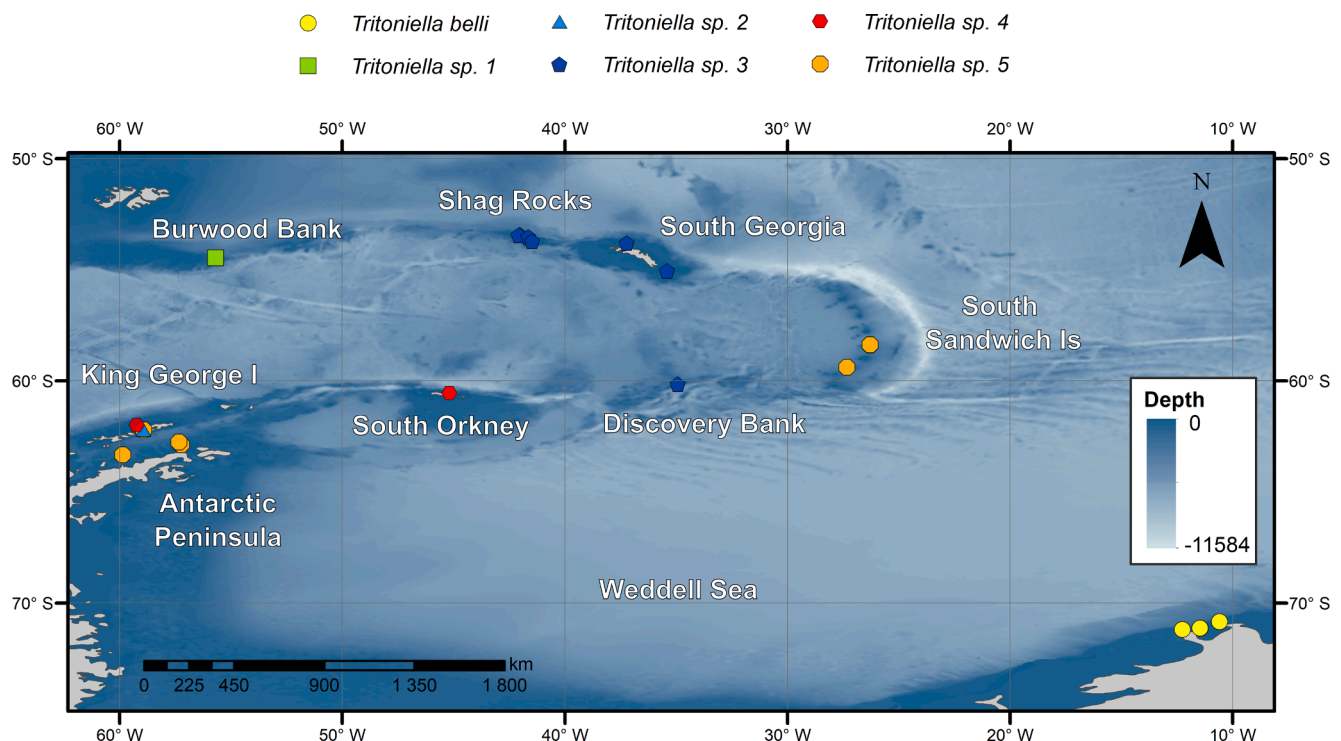 Tritoniella belli
Tritoniella sp. 2
Tritoniella sp. 4
Tritoniella sp. 1
Tritoniella sp. 3
Tritoniella sp. 5
60° W
50° W
40° W
30° W
20° W
10° W
50° S
50° S
N
Shag Rocks
Burwood Bank
South Georgia
South
Sandwich Is
King George I
60° S
60° S
Depth
0
-11584
South Orkney
Discovery Bank
Antarctic
Peninsula
Weddell Sea
70° S
70° S
km
0 225 450 900 1 350 1 800
60° W
50° W
40° W
30° W
20° W
10° W